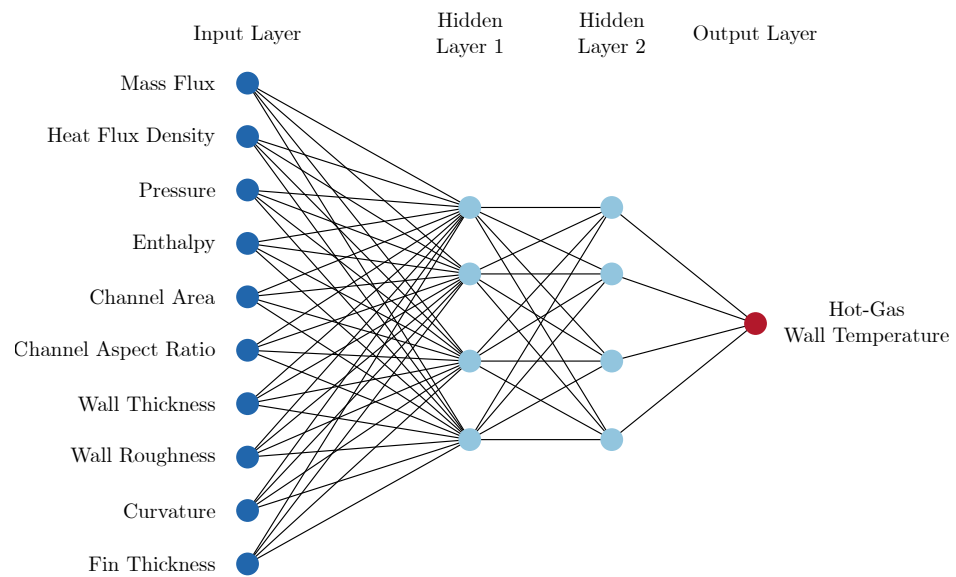 Input Layer
Hidden
Layer 1
Hidden
Layer 2
Output Layer
Mass Flux
Heat Flux Density
Pressure
Enthalpy
Channel Area
Channel Aspect Ratio
Wall Thickness
Wall Roughness
Curvature
Fin Thickness
Hot-Gas
Wall Temperature